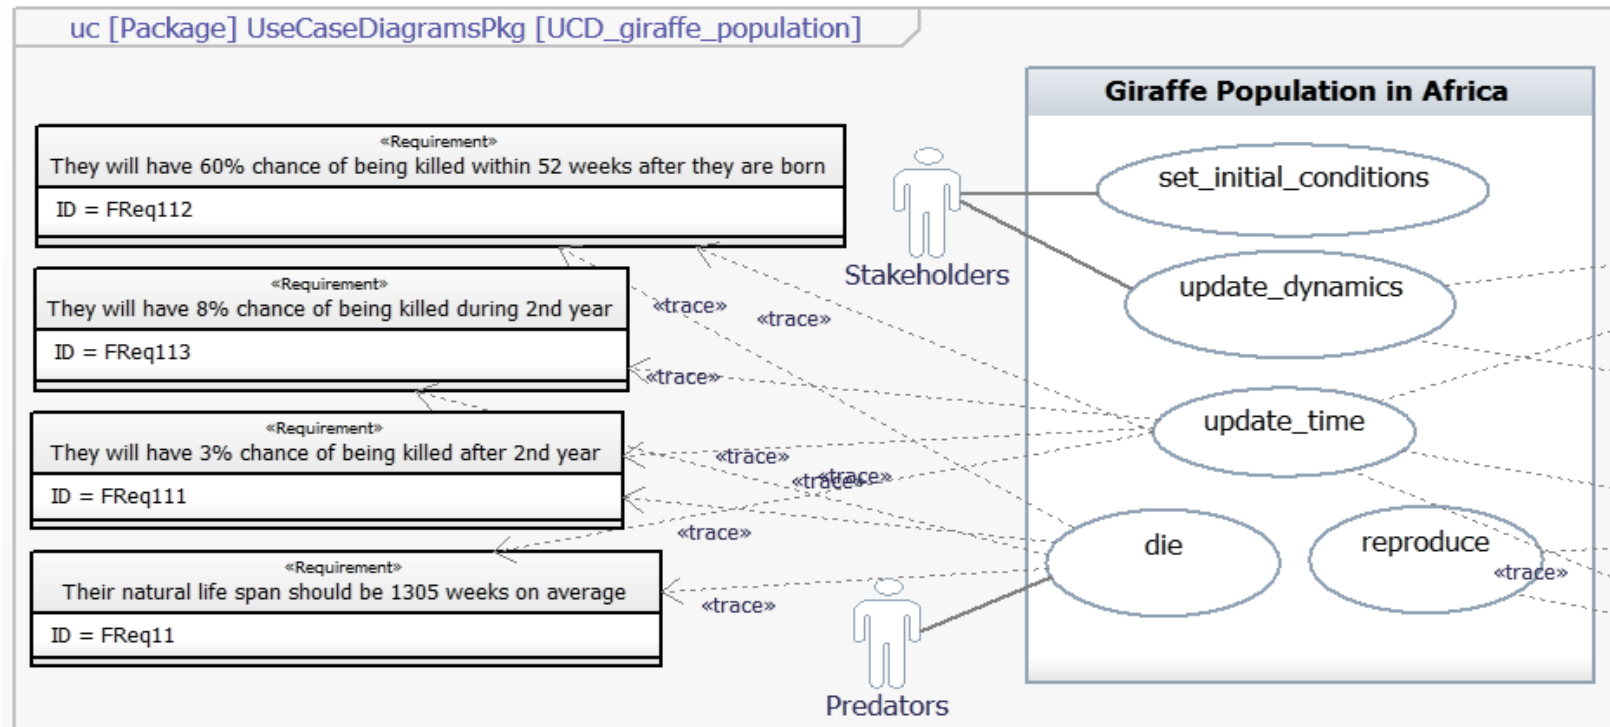 uc [Package] UseCaseDiagramsPkg [UCD_giraffe_population]
«Requirement»
They will have 60% chance of being killed within 52 weeks after they are born
ID = FReq112
«Requirement»
They will have 8% chance of being killed during 2nd year
ID = FReq113
«Requirement»
They will have 3% chance of being killed after 2nd year
ID = FReq111
«Requirement»
Their natural life span should be 1305 weeks on average
ID = FReq11
«trace»
«trace»
«trace»
«trace»
«trace»
«trace»
«trace»
«trace»
Stakeholders
Predators
Giraffe Population in Africa
set_initial_conditions
update_dynamics
update_time
die
reproduce
«trace»